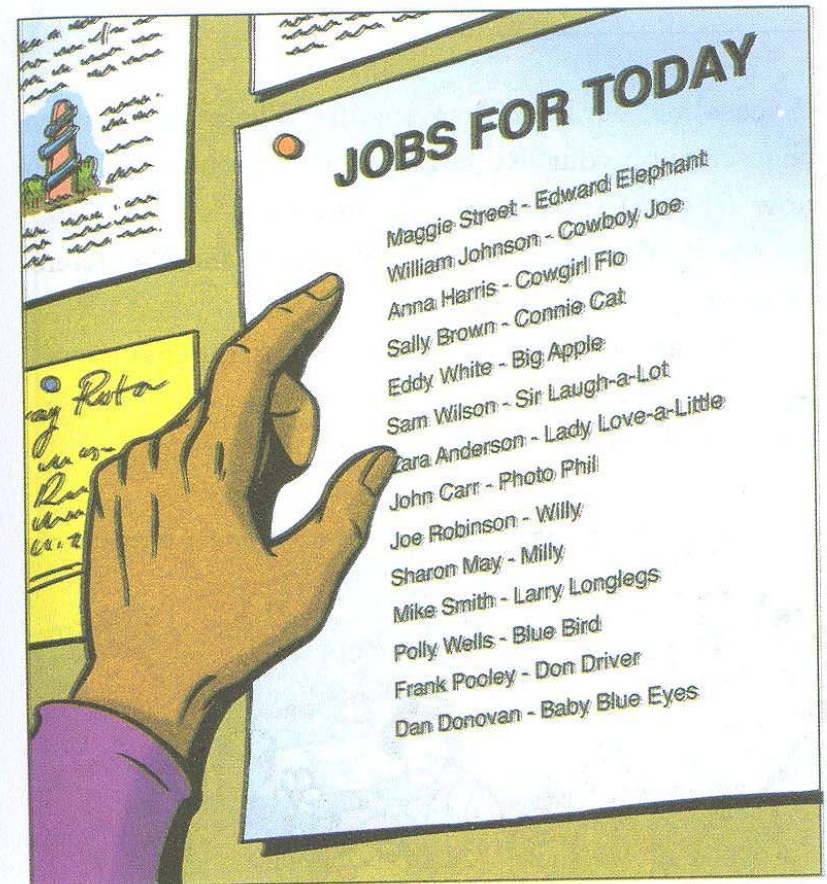 JOBS FOR TODAY
Maggie Street - Edward Elephant
William Johnson - Cowboy Joe
Anna Harris - Cowgirl Flo
Sally Brown - Connie Cat
Eddy White - Big Apple
Sam Wilson - Sir Laugh-a-Lot
Anderson - Lady Love-a-Little
John Carr - Photo Phil
Joe Robinson - Willy
Sharon May - Milly
Mike Smith - Larry Longlegs
Polly Wells - Blue Bird
Frank Pooley - Don Driver
Dan Donovan - Baby Blue Eyes